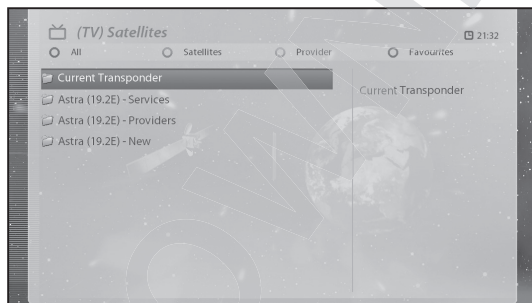 (TV) Satellites
21:32
All Satellites Provider Favourites
Current Transponder
Current Transponder
Astra (19.2E) - Services
Astra (19.2E) - Providers
Astra (19.2E) - New